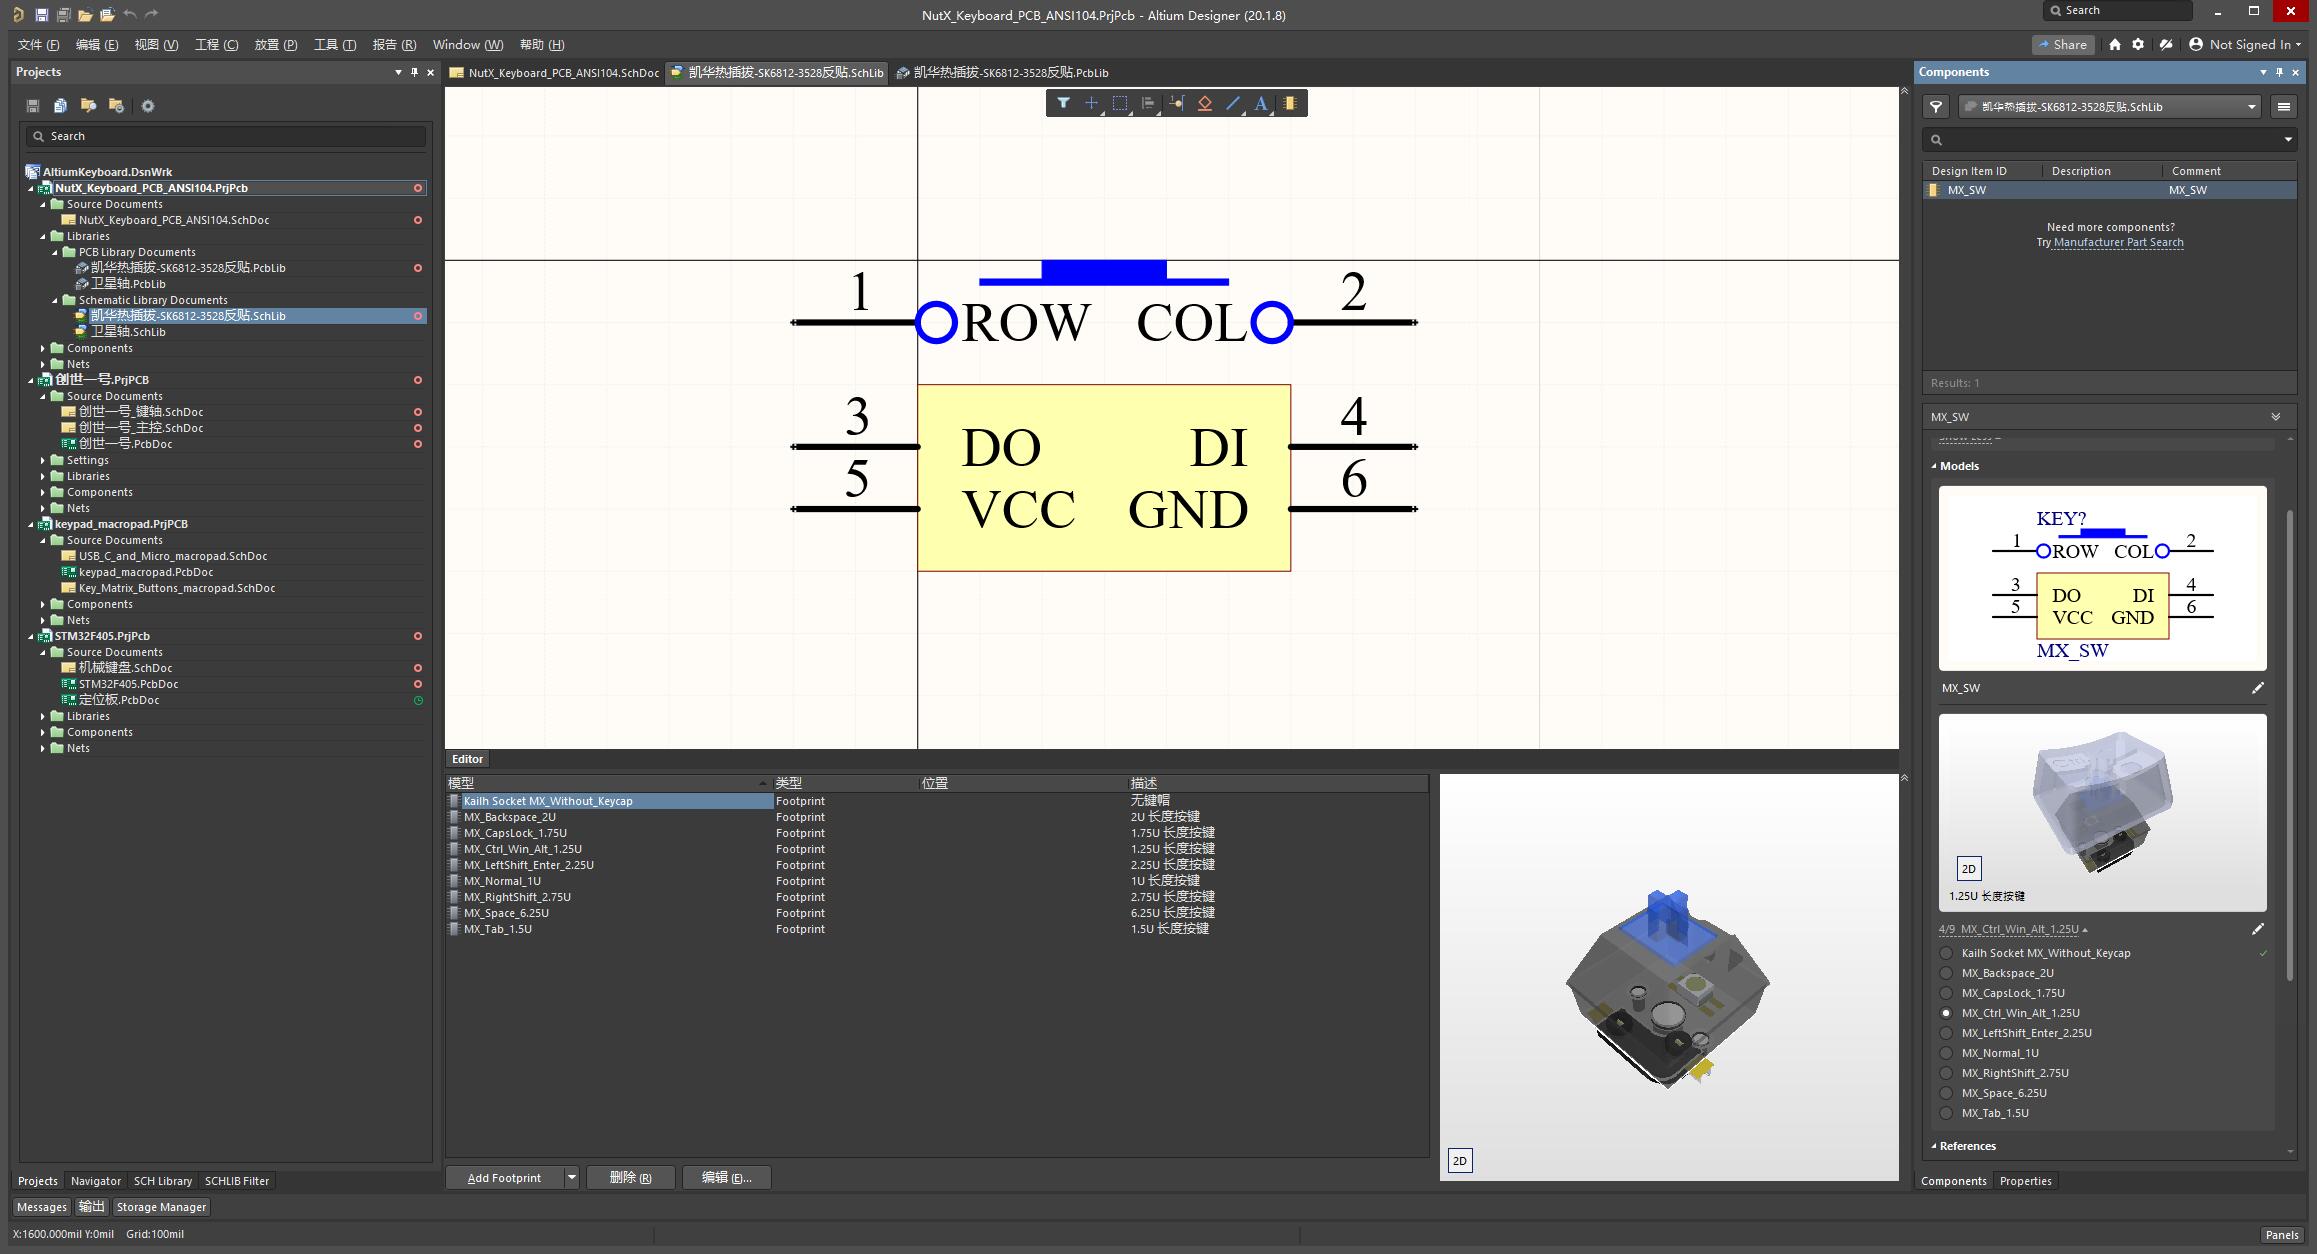 NutX_Keyboard_PCB_ANSI104.PrjPcb - Altium Designer (20.1.8)
Search
文件 (F) 编辑 (E) 视图 (V) 工程 (C) 放置 (P) 工具 (T) 报告 (R) Window (W) 帮助 (H)
Share
Not Signed In
Projects
Search
AltiumKeyboard.DsnWrk
NutX_Keyboard_PCB_ANSI104.PrjPcb
Source Documents
NutX_Keyboard_PCB_ANSI104.SchDoc
Libraries
PCB Library Documents
凯华热插拔-SK6812-3528反贴.PcbLib
卫星轴.PcbLib
Schematic Library Documents
凯华热插拔-SK6812-3528反贴.SchLib
卫星轴.SchLib
Components
Nets
创世一号.PrjPCB
Source Documents
创世一号_键轴.SchDoc
创世一号_主控.SchDoc
创世一号.PcbDoc
Settings
Libraries
Components
Nets
keypad_macropad.PrjPCB
Source Documents
USB_C_and_Micro_macropad.SchDoc
keypad_macropad.PcbDoc
Key_Matrix_Buttons_macropad.SchDoc
Components
Nets
STM32F405.PrjPcb
Source Documents
机械键盘.SchDoc
STM32F405.PcbDoc
定位板.PcbDoc
Libraries
Components
Nets
Projects Navigator SCH Library SCHLIB Filter
NutX_Keyboard_PCB_ANSI104.SchDoc 凯华热插拔-SK6812-3528反贴.SchLib 凯华热插拔-SK6812-3528反贴.PcbLib
A
1 ROW COL 2
3 DO DI 4
5 VCC GND 6
Editor
模型 类型 位置 描述
Kailh Socket MX_Without_Keycap Footprint 无键帽
MX_Backspace_2U Footprint 2U 长度按键
MX_CapsLock_1.75U Footprint 1.75U 长度按键
MX_Ctrl_Win_Alt_1.25U Footprint 1.25U 长度按键
MX_LeftShift_Enter_2.25U Footprint 2.25U 长度按键
MX_Normal_1U Footprint 1U 长度按键
MX_RightShift_2.75U Footprint 2.75U 长度按键
MX_Space_6.25U Footprint 6.25U 长度按键
MX_Tab_1.5U Footprint 1.5U 长度按键
2D
Add Footprint 删除 (R) 编辑 (E)...
Components
凯华热插拔-SK6812-3528反贴.SchLib
Design Item ID Description Comment
MX_SW MX_SW
Need more components?
Try Manufacturer Part Search
Results: 1
MX_SW
Show Less
Models
KEY?
1 ROW COL 2
3 DO DI 4
5 VCC GND 6
MX_SW
MX_SW
Ctrl
2D
1.25U 长度按键
4/9 MX_Ctrl_Win_Alt_1.25U
Kailh Socket MX_Without_Keycap
MX_Backspace_2U
MX_CapsLock_1.75U
MX_Ctrl_Win_Alt_1.25U
MX_LeftShift_Enter_2.25U
MX_Normal_1U
MX_RightShift_2.75U
MX_Space_6.25U
MX_Tab_1.5U
References
Components Properties
Messages 输出 Storage Manager
X:1600.000mil Y:0mil Grid:100mil
Panels